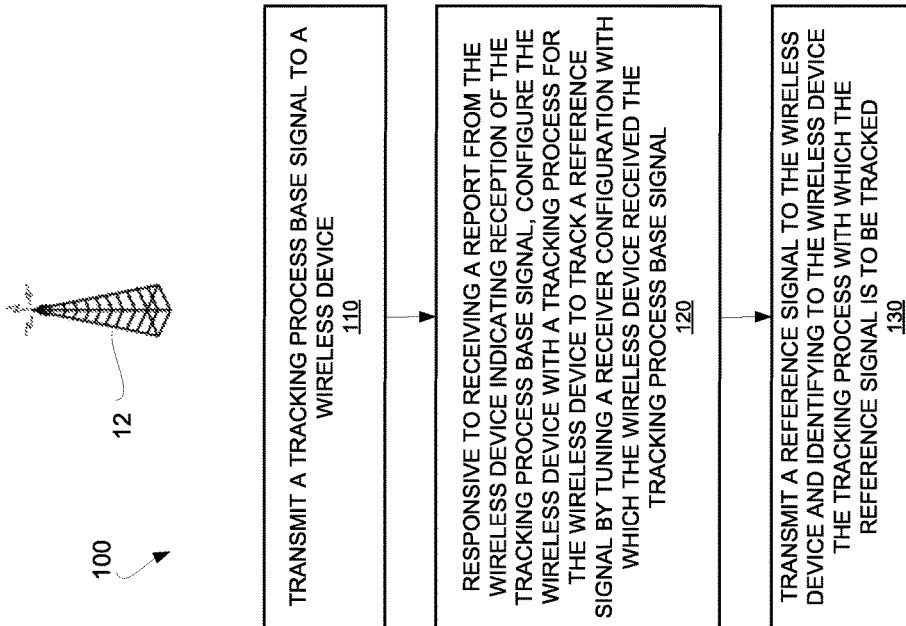 100
12
TRANSMIT A TRACKING PROCESS BASE SIGNAL TO A
WIRELESS DEVICE
110
RESPONSIVE TO RECEIVING A REPORT FROM THE
WIRELESS DEVICE INDICATING RECEPTION OF THE
TRACKING PROCESS BASE SIGNAL, CONFIGURE THE
WIRELESS DEVICE WITH A TRACKING PROCESS FOR
THE WIRELESS DEVICE TO TRACK A REFERENCE
SIGNAL BY TUNING A RECEIVER CONFIGURATION WITH
WHICH THE WIRELESS DEVICE RECEIVED THE
TRACKING PROCESS BASE SIGNAL
120
TRANSMIT A REFERENCE SIGNAL TO THE WIRELESS
DEVICE AND IDENTIFYING TO THE WIRELESS DEVICE
THE TRACKING PROCESS WITH WHICH THE
REFERENCE SIGNAL IS TO BE TRACKED
130